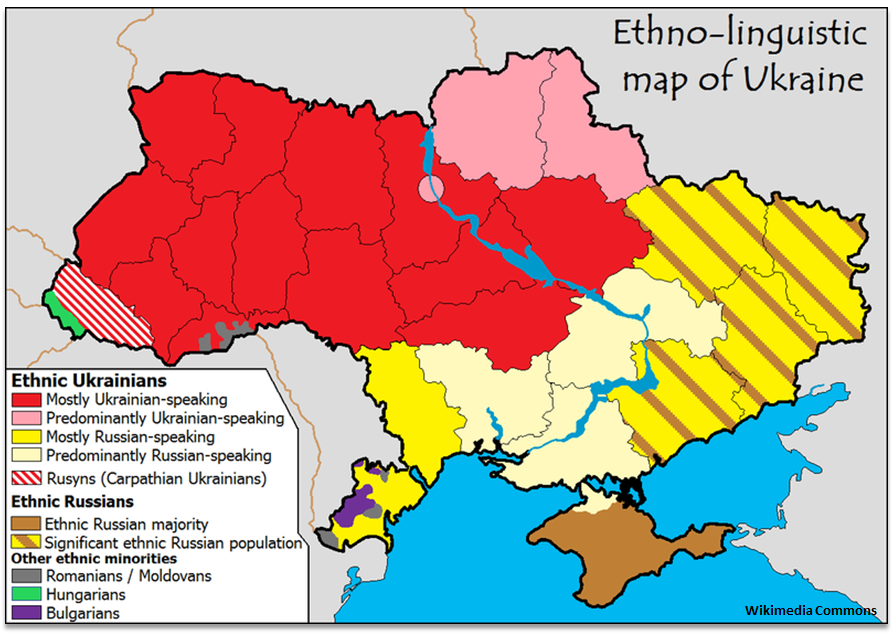 Ethno-linguistic
map of Ukraine
Ethnic Ukrainians
Mostly Ukrainian-speaking
Predominantly Ukrainian-speaking
Mostly Russian-speaking
Predominantly Russian-speaking
Rusyns (Carpathian Ukrainians)
Ethnic Russians
Ethnic Russian majority
Significant ethnic Russian population
Other ethnic minorities
Romanians / Moldovans
Hungarians
Bulgarians
Wikimedia Commons